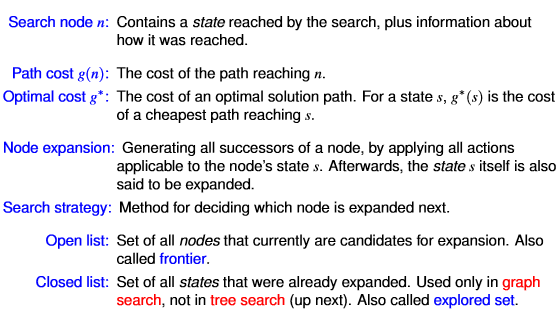 Search node n: Contains a state reached by the search, plus information about
how it was reached.
Path cost g(n): The cost of the path reaching n.
Optimal cost g*: The cost of an optimal solution path. For a state s, g*(s) is the cost
of a cheapest path reaching s.
Node expansion: Generating all successors of a node, by applying all actions
applicable to the node's state s. Afterwards, the state s itself is also
said to be expanded.
Search strategy: Method for deciding which node is expanded next.
Open list: Set of all nodes that currently are candidates for expansion. Also
called frontier.
Closed list: Set of all states that were already expanded. Used only in graph
search, not in tree search (up next). Also called explored set.